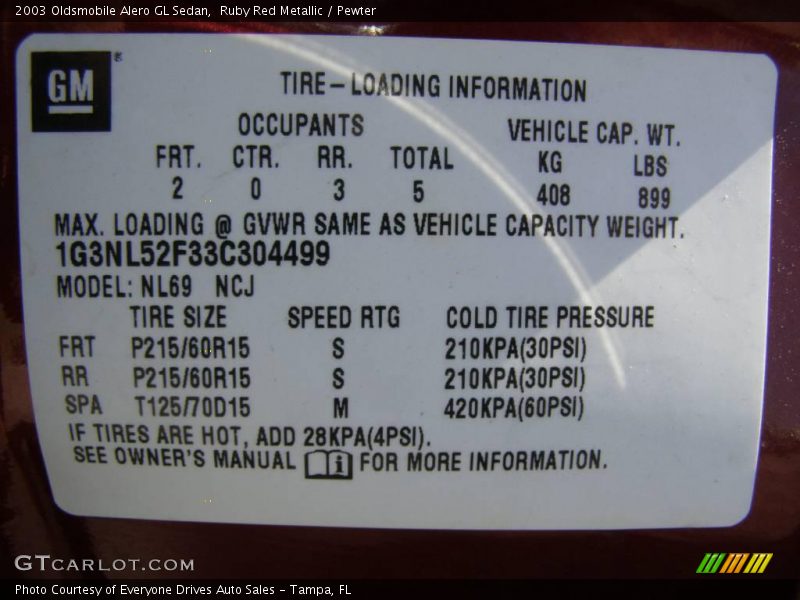 2003 Oldsmobile Alero GL Sedan,  Ruby Red Metallic / Pewter
GM
TIRE-LOADING INFORMATION
OCCUPANTS VEHICLE CAP. WT.
FRT. CTR. RR. TOTAL KG LBS
2 0 3 5 408 899
MAX. LOADING @ GVWR SAME AS VEHICLE CAPACITY WEIGHT.
1G3NL52F33C304499
MODEL: NL69 NCJ
TIRE SIZE SPEED RTG COLD TIRE PRESSURE
FRT P215/60R15 S 210KPA(30PSI)
RR P215/60R15 S 210KPA(30PSI)
SPA T125/70D15 M 420KPA(60PSI)
IF TIRES ARE HOT, ADD 28KPA(4PSI).
SEE OWNER'S MANUAL i FOR MORE INFORMATION.
GTCARLOT.COM
Photo Courtesy of Everyone Drives Auto Sales - Tampa, FL